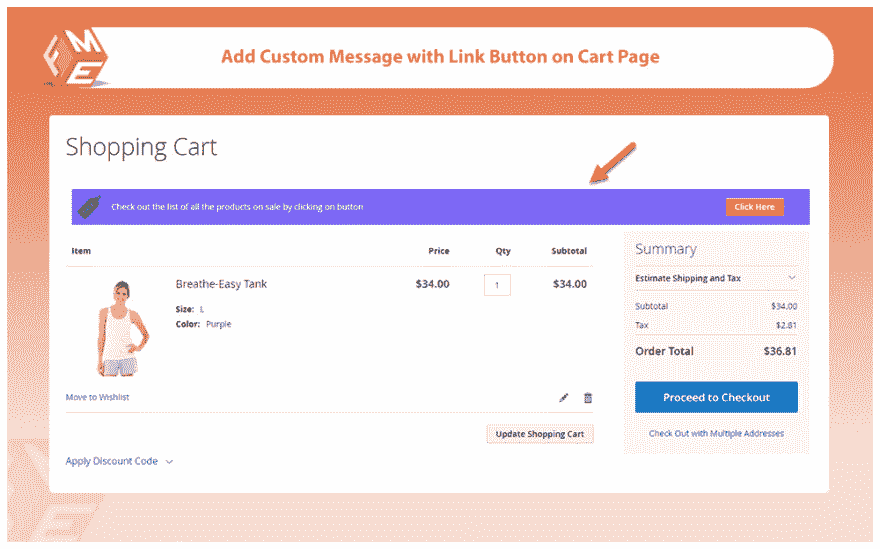 FME
Add Custom Message with Link Button on Cart Page
Shopping Cart
Check out the list of all the products on sale by clicking on button
Click Here
Item Price Qty Subtotal
Breathe-Easy Tank $34.00 1 $34.00
Size: L
Color: Purple
Move to Wishlist
Update Shopping Cart
Apply Discount Code
Summary
Estimate Shipping and Tax
Subtotal $34.00
Tax $2.81
Order Total $36.81
Proceed to Checkout
Check Out with Multiple Addresses
FME